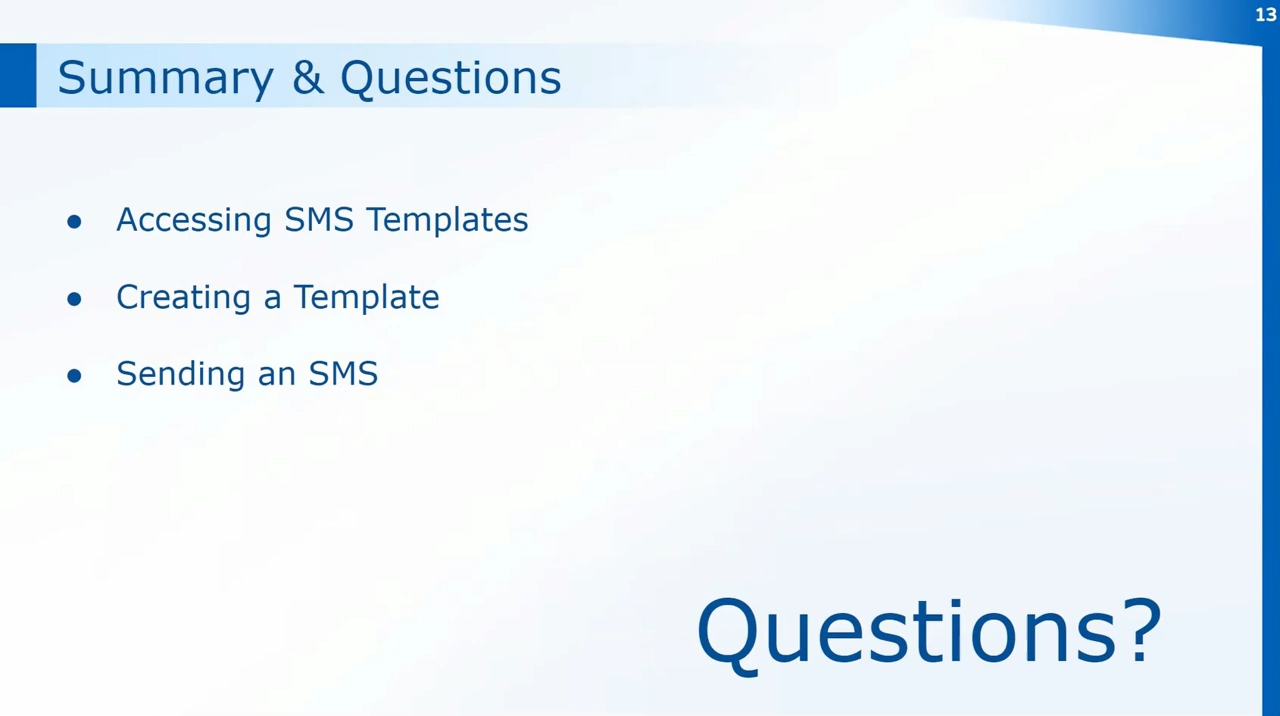 13
Summary & Questions
● Accessing SMS Templates
● Creating a Template
● Sending an SMS
Questions?